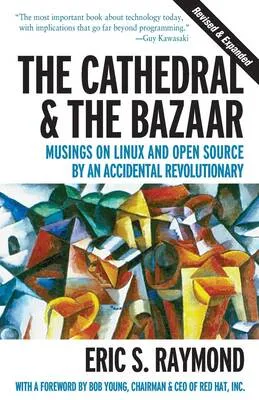 "The most important book about technology today,
with implications that go far beyond programming."
—Guy Kawasaki
Revised & Expanded
THE CATHEDRAL
& THE BAZAAR
MUSINGS ON LINUX AND OPEN SOURCE
BY AN ACCIDENTAL REVOLUTIONARY
ERIC S. RAYMOND
WITH A FOREWORD BY BOB YOUNG, CHAIRMAN & CEO OF RED HAT, INC.